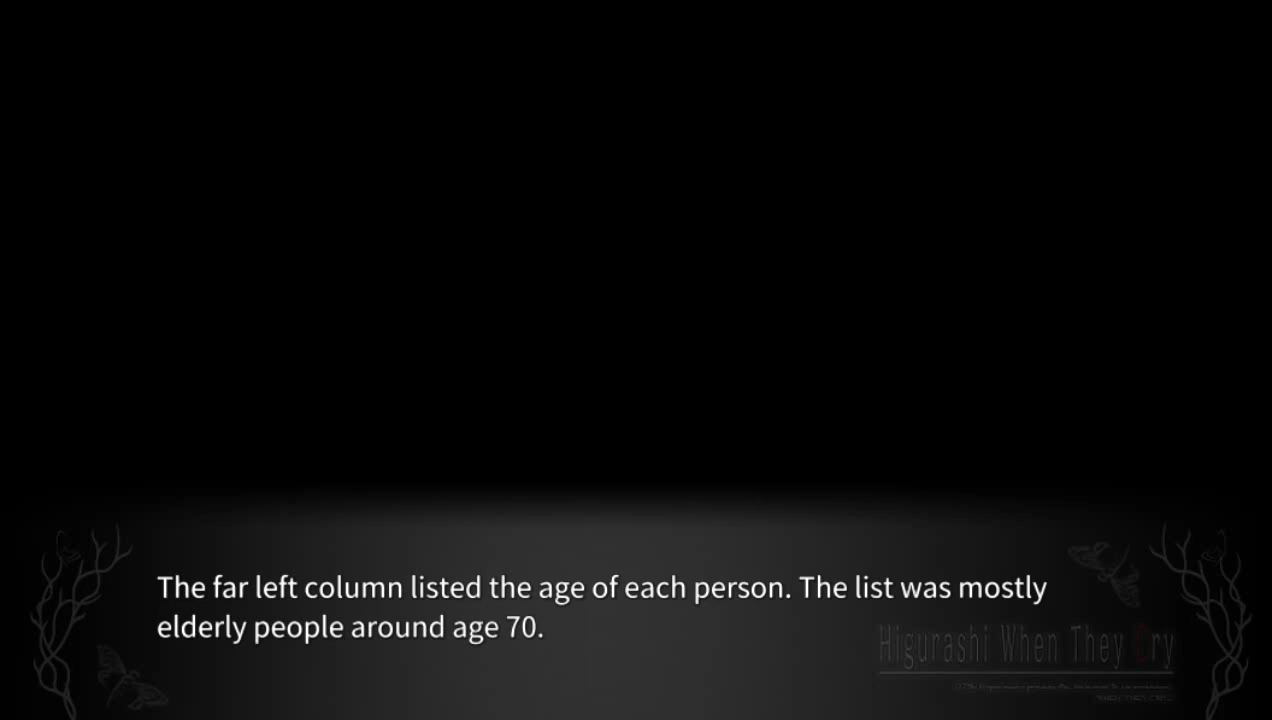 The far left column listed the age of each person. The list was mostly
elderly people around age 70.
Higurashi When They Cry